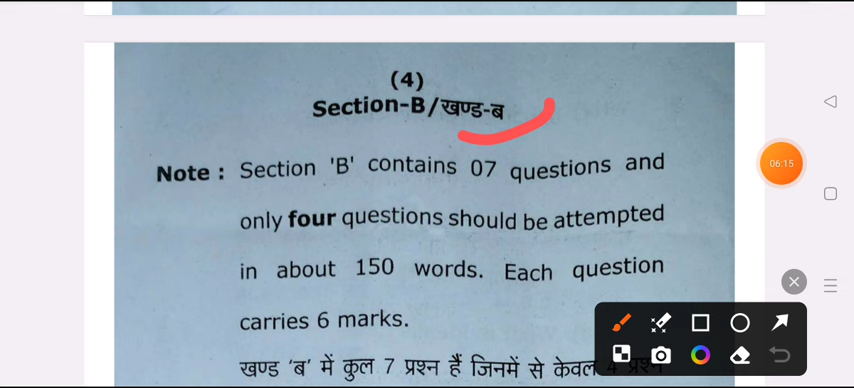 (4)
Section-B/खण्ड-ब
Note : Section 'B' contains 07 questions and
only four questions should be attempted
in about 150 words. Each question
carries 6 marks.
खण्ड 'ब' में कुल 7 प्रश्न हैं जिनमें से केवल 4 प्रश्न
06:15